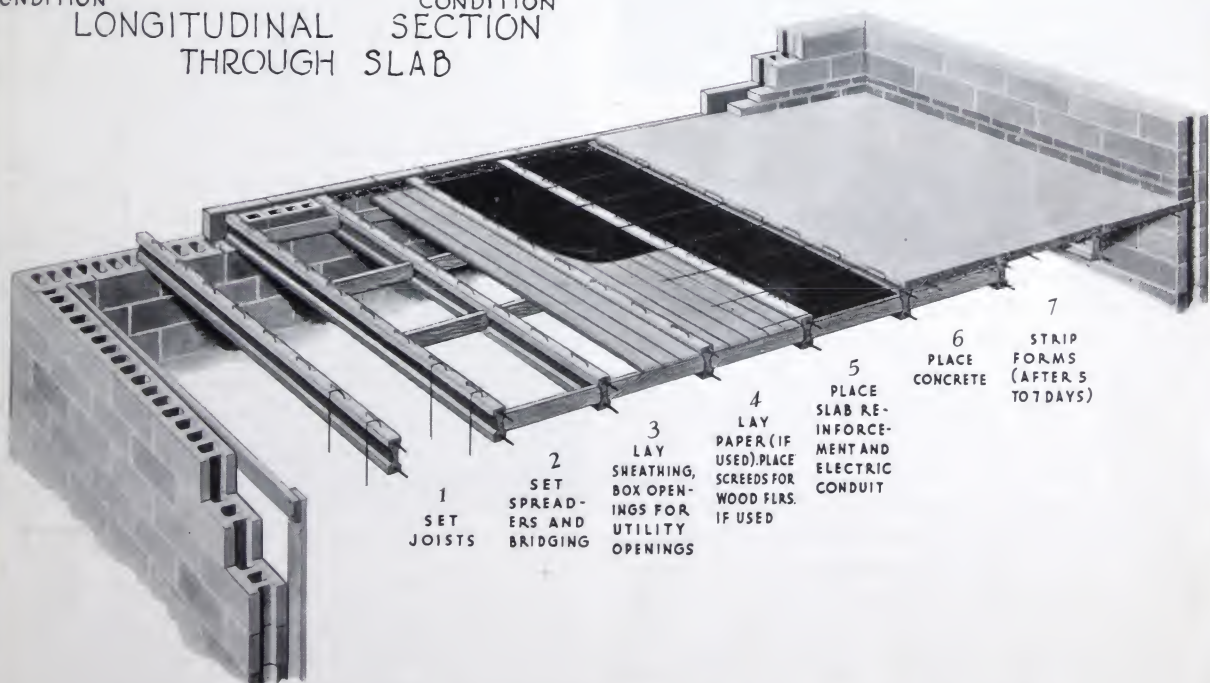 CONDITION
CONDITION
LONGITUDINAL SECTION
THROUGH SLAB
1
SET
JOISTS
2
SET
SPREAD-
ERS AND
BRIDGING
3
LAY
SHEATHING,
BOX OPEN-
INGS FOR
UTILITY
OPENINGS
4
LAY
PAPER (IF
USED). PLACE
SCREEDS FOR
WOOD FLRS.
IF USED
5
PLACE
SLAB RE-
INFORCE-
MENT AND
ELECTRIC
CONDUIT
6
PLACE
CONCRETE
7
STRIP
FORMS
(AFTER 5
TO 7 DAYS)